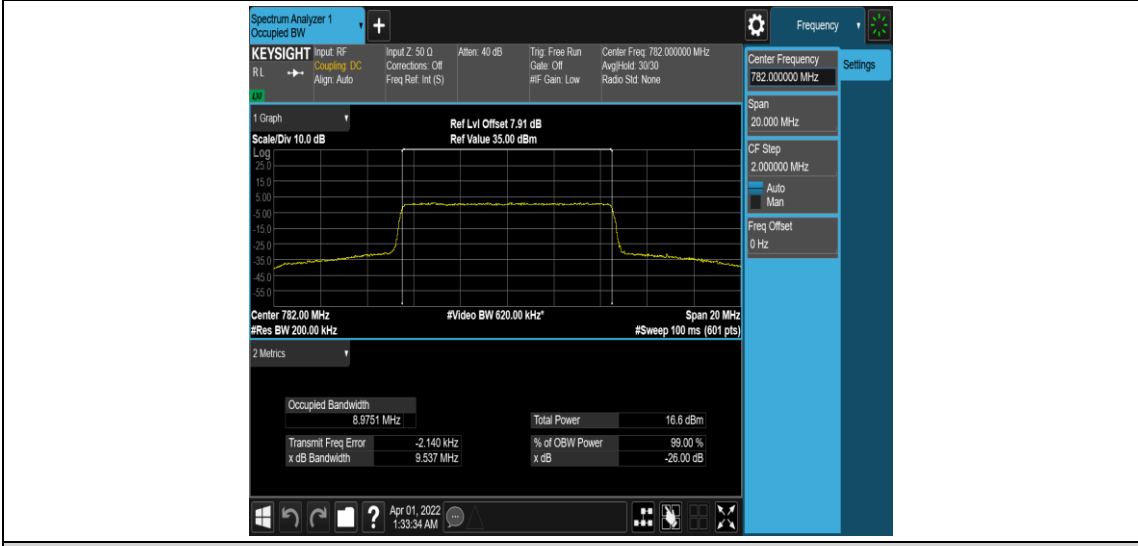 Spectrum Analyzer 1
Occupied BW
+
Frequency
KEYSIGHT
RL
Input: RF
Coupling: DC
Align: Auto
Input Z: 50 Ω
Corrections: Off
Freq Ref: Int (S)
Atten: 40 dB
Trig: Free Run
Gate: Off
#IF Gain: Low
Center Freq: 782.000000 MHz
Avg|Hold: 30/30
Radio Std: None
Center Frequency
782.000000 MHz
Settings
Span
20.000 MHz
CF Step
2.000000 MHz
Auto
Man
Freq Offset
0 Hz
1 Graph
Scale/Div 10.0 dB
Ref Lvl Offset 7.91 dB
Ref Value 35.00 dBm
Log
25.0
15.0
5.00
-5.00
-15.0
-25.0
-35.0
-45.0
-55.0
Center 782.00 MHz
#Res BW 200.00 kHz
#Video BW 620.00 kHz*
Span 20 MHz
#Sweep 100 ms (601 pts)
2 Metrics
Occupied Bandwidth
8.9751 MHz
Total Power 16.6 dBm
Transmit Freq Error -2.140 kHz
% of OBW Power 99.00 %
x dB Bandwidth 9.537 MHz
x dB -26.00 dB
?
Apr 01, 2022
1:33:34 AM